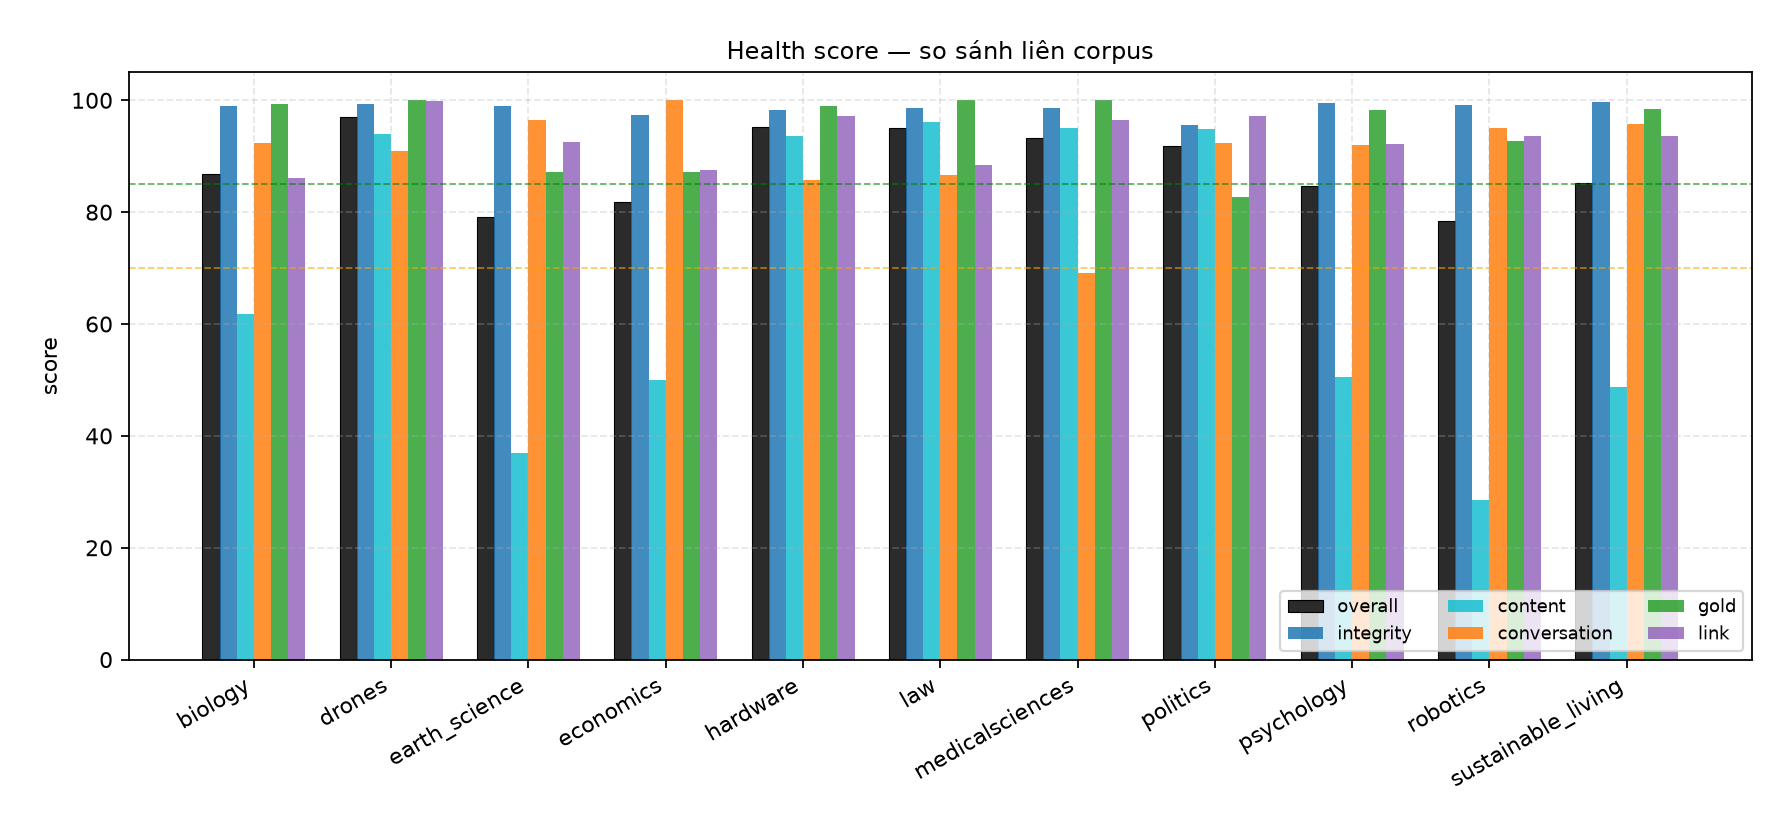 Health score — so sánh liên corpus
score
100
80
60
40
20
0
overall
content
gold
integrity
conversation
link
biology
drones
earth_science
economics
hardware
law
medicalsciences
politics
psychology
robotics
sustainable_living